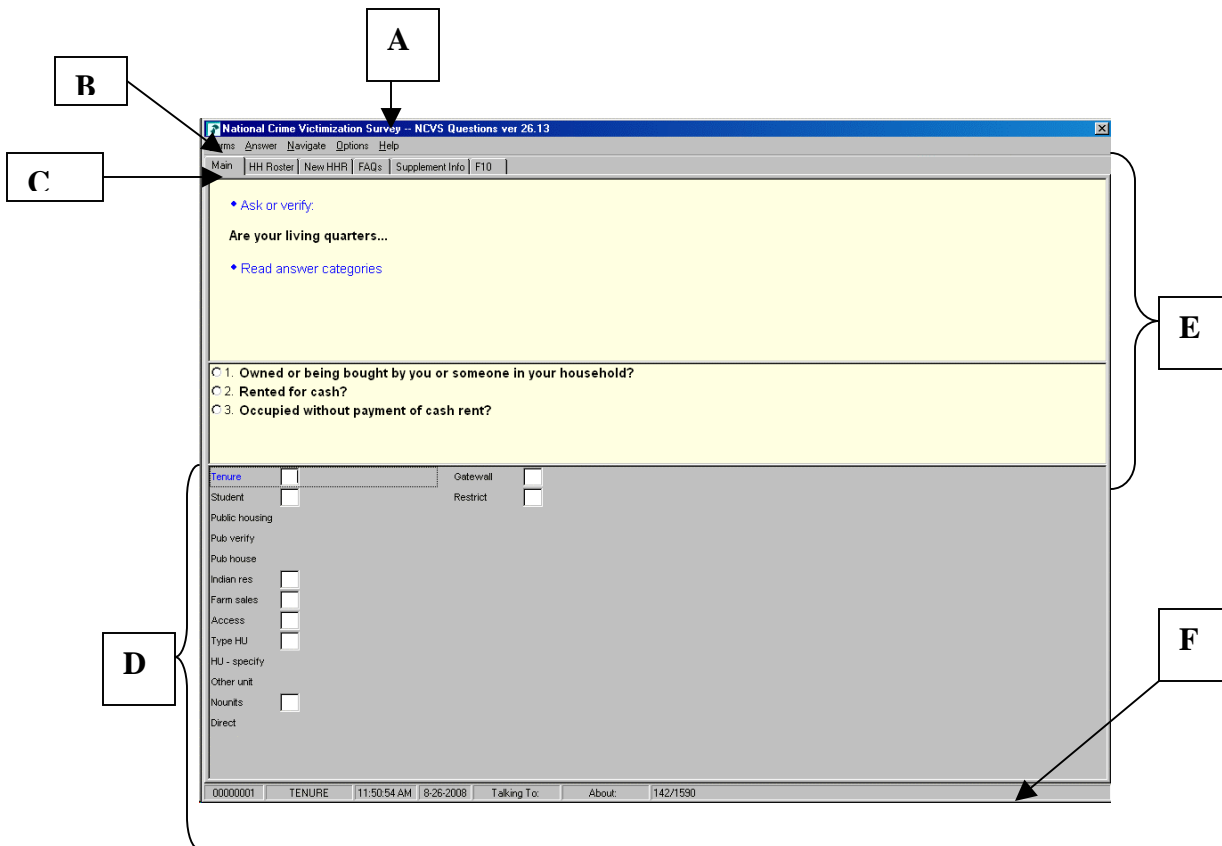 A
B
National Crime Victimization Survey -- NCVS Questions ver 26.13
Answer Navigate Options Help
C
Main HH Roster New HHR FAQs Supplement Info F10
Ask or verify:
Are your living quarters...
Read answer categories
E
1. Owned or being bought by you or someone in your household?
2. Rented for cash?
3. Occupied without payment of cash rent?
Tenure Gatewall
Student Restrict
Public housing
Pub verify
Pub house
Indian res
Farm sales
Access
Type HU
F
HU - specify
D
Other unit
Nounits
Direct
00000001 TENURE 11:50:54 AM 8-26-2008 Talking To: About: 142/1590